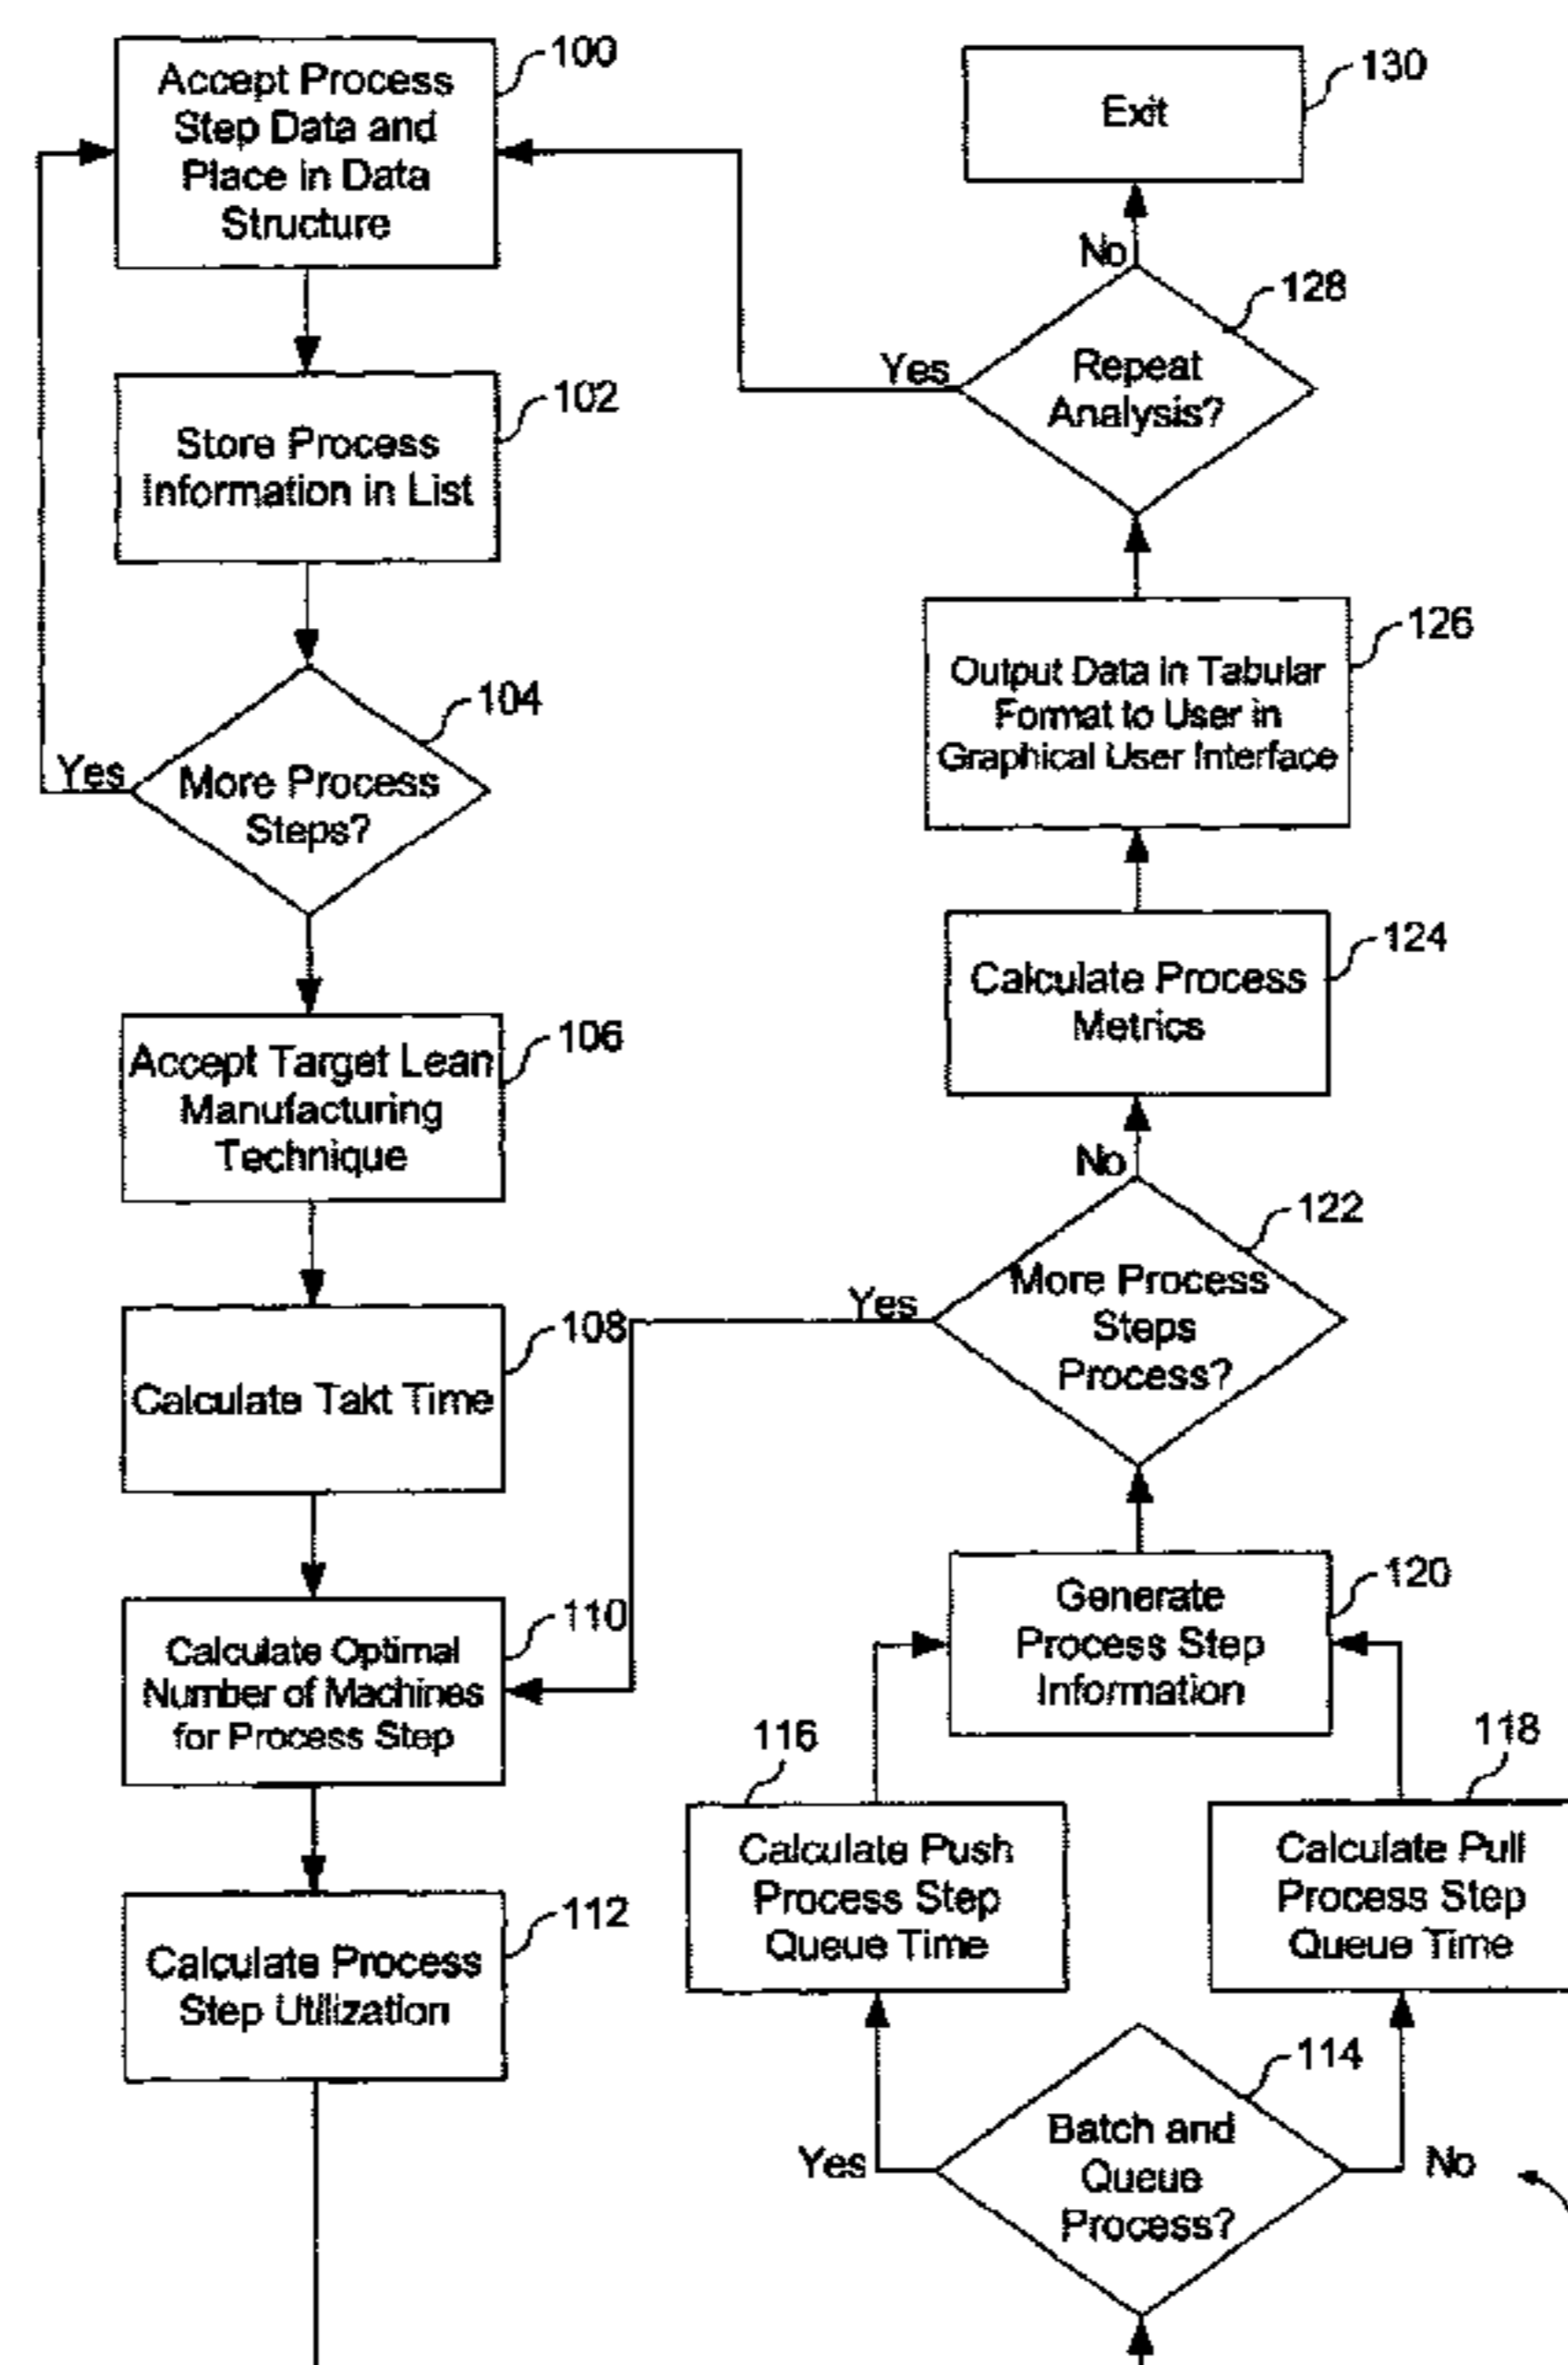 100
Accept Process
Step Data and
Place in Data
Structure
102
Store Process
Information in List
104
More Process
Steps?
Yes
106
Accept Target Lean
Manufacturing
Technique
108
Calculate Takt Time
110
Calculate Optimal
Number of Machines
for Process Step
112
Calculate Process
Step Utilization
130
Exit
No
128
Repeat
Analysis?
Yes
126
Output Data in Tabular
Format to User in
Graphical User Interface
124
Calculate Process
Metrics
No
122
More Process
Steps
Process?
Yes
120
Generate
Process Step
Information
116
Calculate Push
Process Step
Queue Time
118
Calculate Pull
Process Step
Queue Time
114
Batch and
Queue
Process?
Yes
No